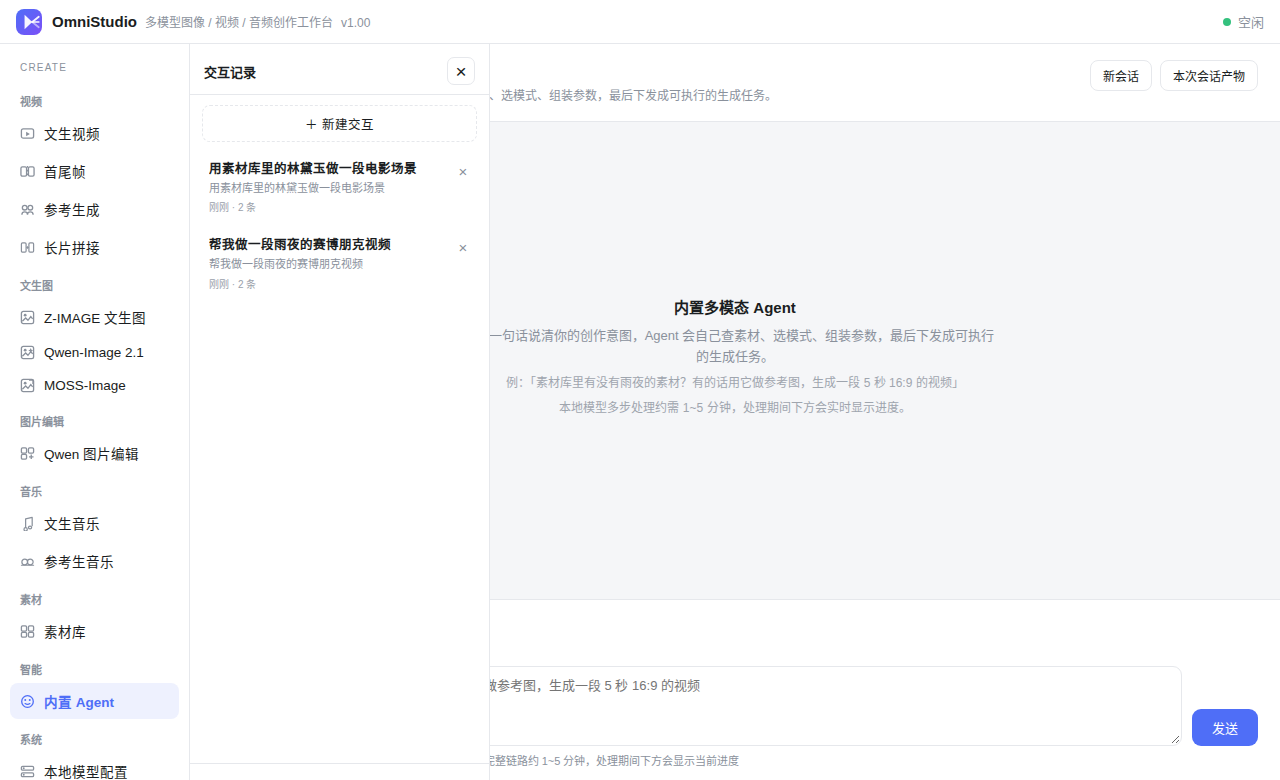 OmniStudio 多模型图像 / 视频 / 音频创作工作台 v1.00
空闲
CREATE
视频
文生视频
首尾帧
参考生成
长片拼接
文生图
Z-IMAGE 文生图
Qwen-Image 2.1
MOSS-Image
图片编辑
Qwen 图片编辑
音乐
文生音乐
参考生音乐
素材
素材库
智能
内置 Agent
系统
本地模型配置
交互记录
×
＋ 新建交互
用素材库里的林黛玉做一段电影场景
×
用素材库里的林黛玉做一段电影场景
刚刚 · 2 条
帮我做一段雨夜的赛博朋克视频
×
帮我做一段雨夜的赛博朋克视频
刚刚 · 2 条
新会话
本次会话产物
、选模式、组装参数，最后下发成可执行的生成任务。
内置多模态 Agent
一句话说清你的创作意图，Agent 会自己查素材、选模式、组装参数，最后下发成可执行
的生成任务。
例：「素材库里有没有雨夜的素材？有的话用它做参考图，生成一段 5 秒 16:9 的视频」
本地模型多步处理约需 1~5 分钟，处理期间下方会实时显示进度。
做参考图，生成一段 5 秒 16:9 的视频
发送
完整链路约 1~5 分钟，处理期间下方会显示当前进度